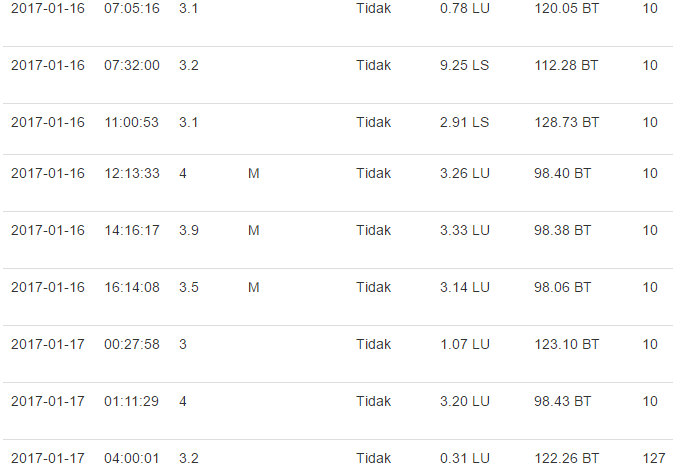 2017-01-16 07:05:16 3.1 Tidak 0.78 LU 120.05 BT 10
2017-01-16 07:32:00 3.2 Tidak 9.25 LS 112.28 BT 10
2017-01-16 11:00:53 3.1 Tidak 2.91 LS 128.73 BT 10
2017-01-16 12:13:33 4 M Tidak 3.26 LU 98.40 BT 10
2017-01-16 14:16:17 3.9 M Tidak 3.33 LU 98.38 BT 10
2017-01-16 16:14:08 3.5 M Tidak 3.14 LU 98.06 BT 10
2017-01-17 00:27:58 3 Tidak 1.07 LU 123.10 BT 10
2017-01-17 01:11:29 4 Tidak 3.20 LU 98.43 BT 10
2017-01-17 04:00:01 3.2 Tidak 0.31 LU 122.26 BT 127